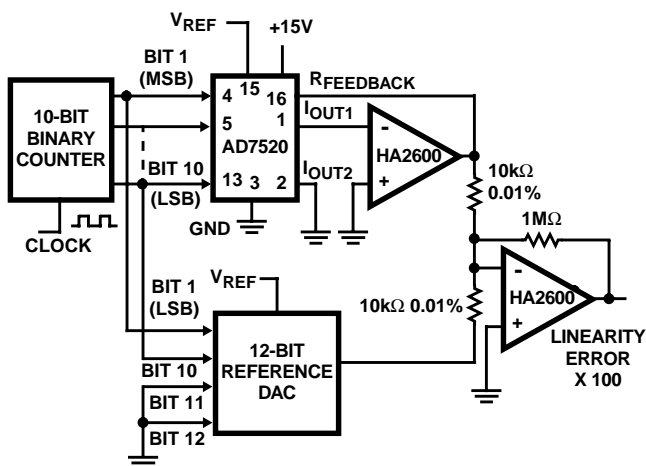 VREF
+15V
BIT 1
(MSB)
RFEEDBACK
15
4
16
IOUT1
10-BIT
BINARY
COUNTER
5
1
AD7520
-
HA2600
+
BIT 10
(LSB)
13
3
2
IOUT2
10kΩ
0.01%
GND
CLOCK
1MΩ
VREF
BIT 1
(LSB)
10kΩ 0.01%
-
HA2600
+
12-BIT
REFERENCE
DAC
LINEARITY
ERROR
X 100
BIT 10
BIT 11
BIT 12